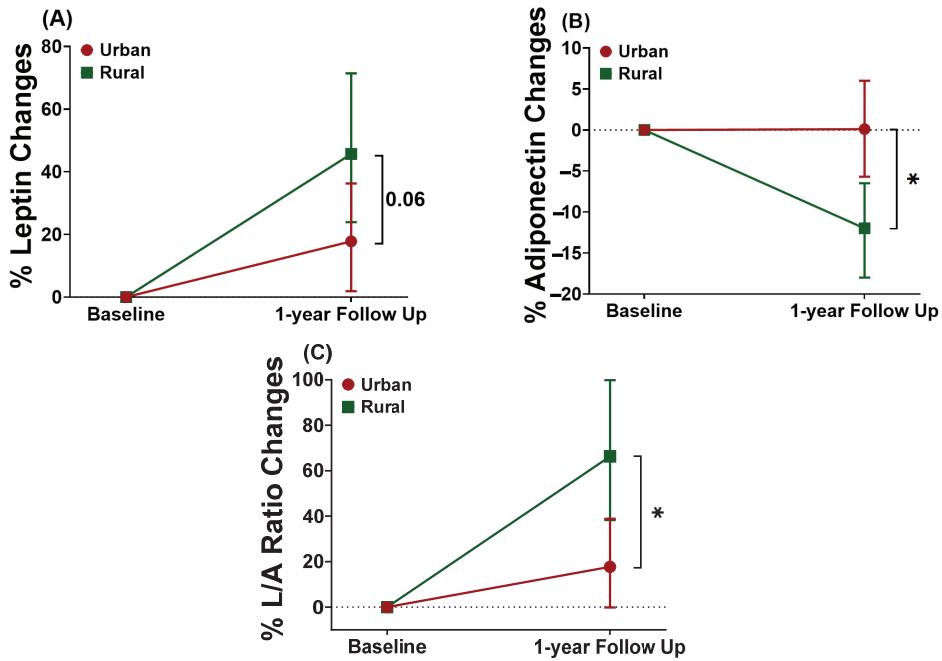 (A)
% Leptin Changes
80
60
40
20
0
Urban
Rural
0.06
Baseline
1-year Follow Up
(B)
% Adiponectin Changes
10
5
0
−5
−10
−15
−20
Urban
Rural
*
Baseline
1-year Follow Up
(C)
% L/A Ratio Changes
100
80
60
40
20
0
Urban
Rural
*
Baseline
1-year Follow Up